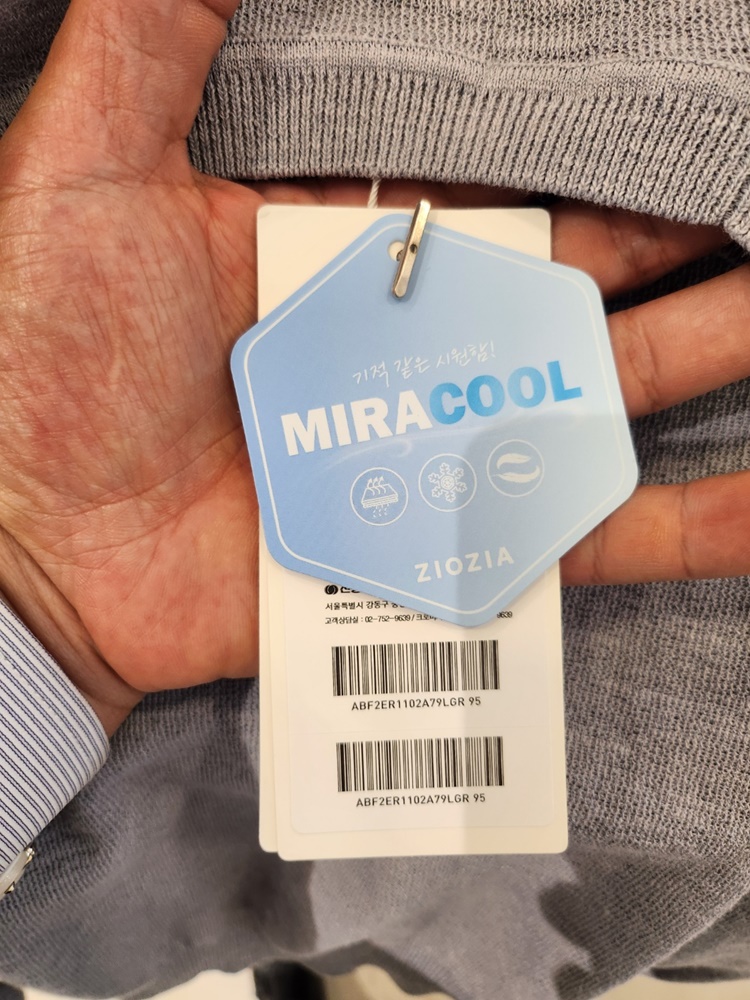 기적 같은 시원함!
MIRACOOL
ZIOZIA
서울특별시 강동구
고객상담실 : 02-752-9639 / 9639
ABF2ER1102A79LGR 95
ABF2ER1102A79LGR 95